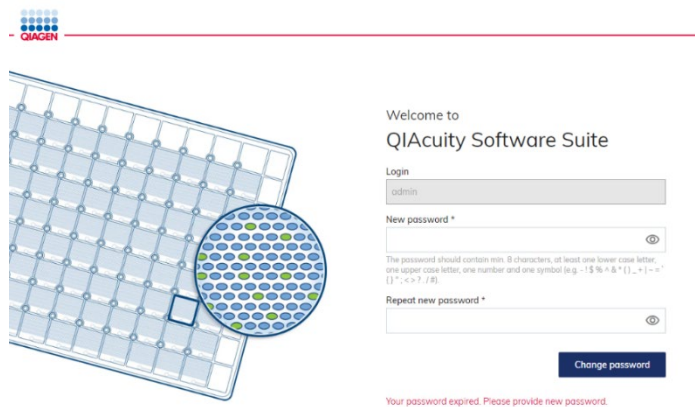 QIAGEN
Welcome to
QIAcuity Software Suite
Login
admin
New password *
The password should contain min. 8 characters, at least one lower case letter,
one upper case letter, one number and one symbol (e.g. - ! $ % ^ & * ( ) _ + | ~ = `
{ } " ; < > ? . / #)
Repeat new password *
Change password
Your password expired. Please provide new password.